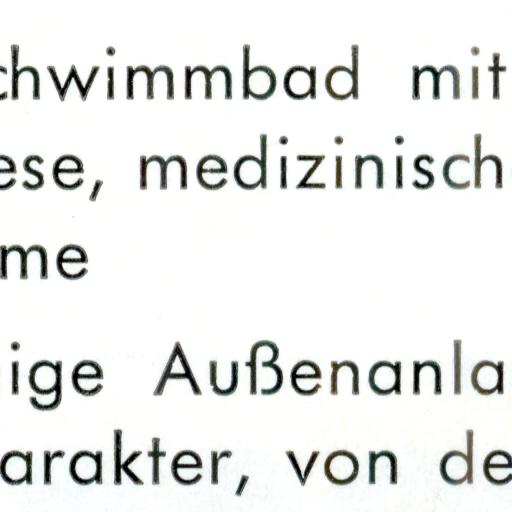 chwimmbad mit
ese, medizinisch
me
ige Außenanla
arakter, von de